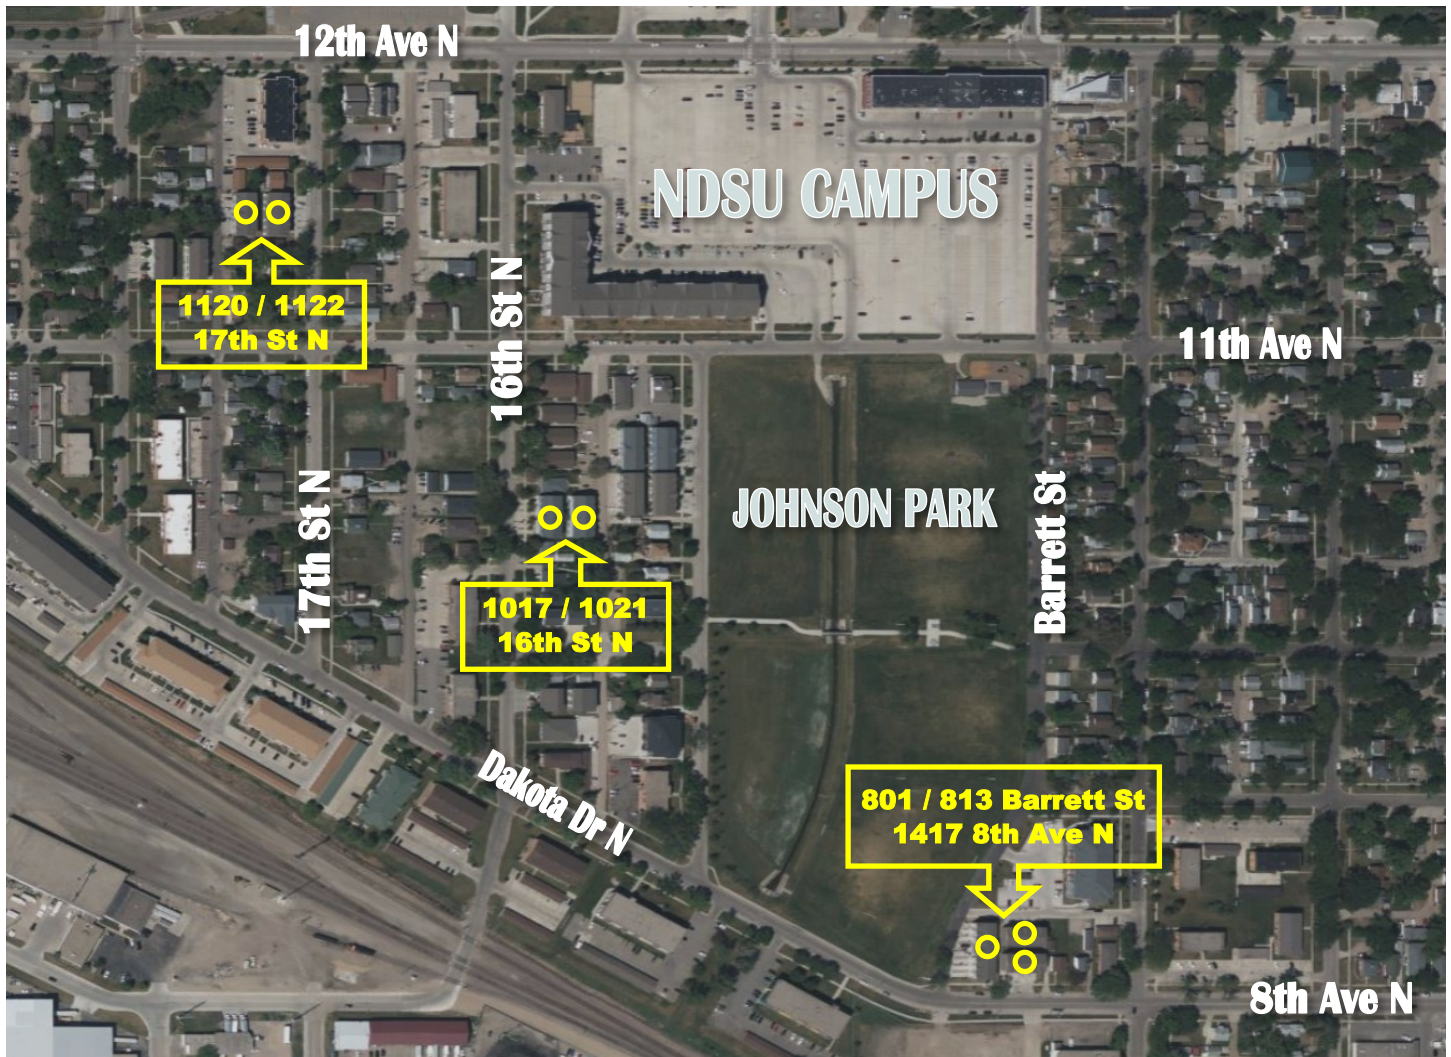 12th Ave N
NDSU CAMPUS
16th St N
1120 / 1122
17th St N
11th Ave N
17th St N
JOHNSON PARK
Barrett St
1017 / 1021
16th St N
Dakota Dr N
801 / 813 Barrett St
1417 8th Ave N
8th Ave N